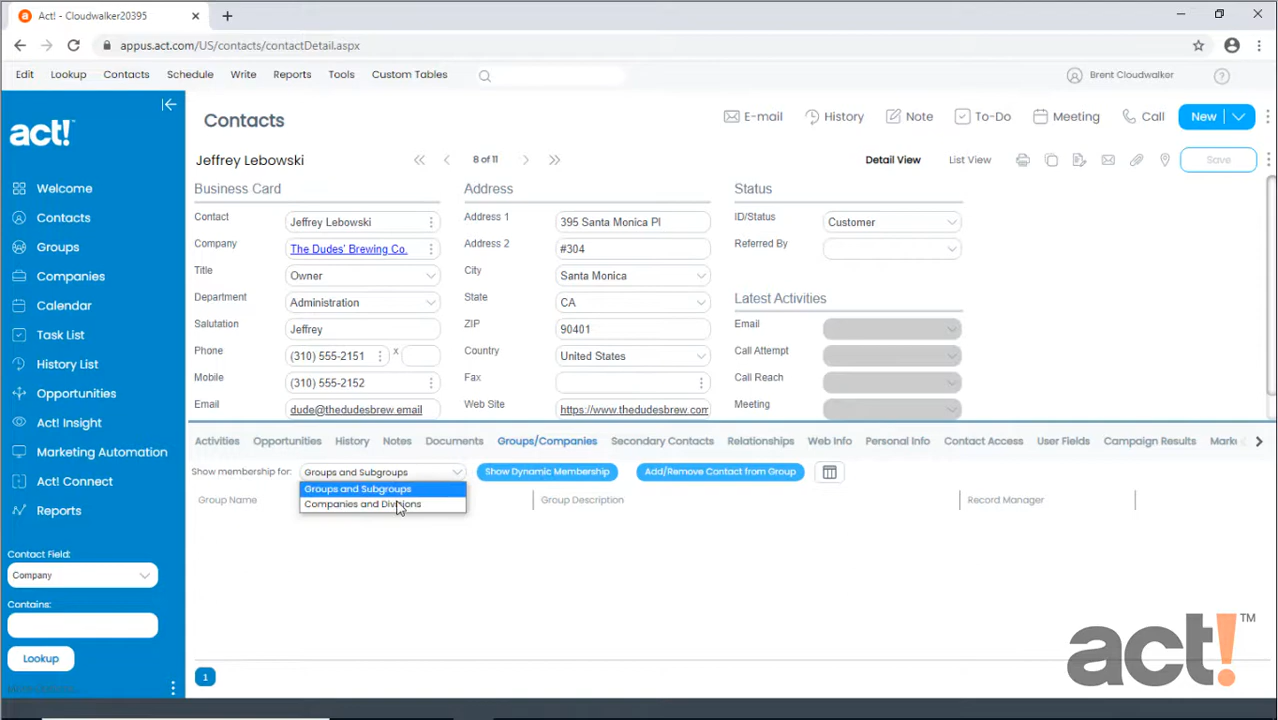 Act! - Cloudwalker20395
appus.act.com/US/contacts/contactDetail.aspx
Edit Lookup Contacts Schedule Write Reports Tools Custom Tables Brent Cloudwalker ?
act!
Welcome
Contacts
Groups
Companies
Calendar
Task List
History List
Opportunities
Act! Insight
Marketing Automation
Act! Connect
Reports
Contact Field:
Company
Contains:
Lookup
Contacts E-mail History Note To-Do Meeting Call New
Jeffrey Lebowski 8 of 11 Detail View List View Save
Business Card
Contact Jeffrey Lebowski
Company The Dudes' Brewing Co.
Title Owner
Department Administration
Salutation Jeffrey
Phone (310) 555-2151 x
Mobile (310) 555-2152
Email dude@thedudesbrew.email
Address
Address 1 395 Santa Monica Pl
Address 2 #304
City Santa Monica
State CA
ZIP 90401
Country United States
Fax
Web Site https://www.thedudesbrew.com
Status
ID/Status Customer
Referred By
Latest Activities
Email
Call Attempt
Call Reach
Meeting
Activities Opportunities History Notes Documents Groups/Companies Secondary Contacts Relationships Web Info Personal Info Contact Access User Fields Campaign Results Marke
Show membership for: Groups and Subgroups Show Dynamic Membership Add/Remove Contact from Group
Groups and Subgroups
Companies and Divisions
Group Name Group Description Record Manager
act! TM
1